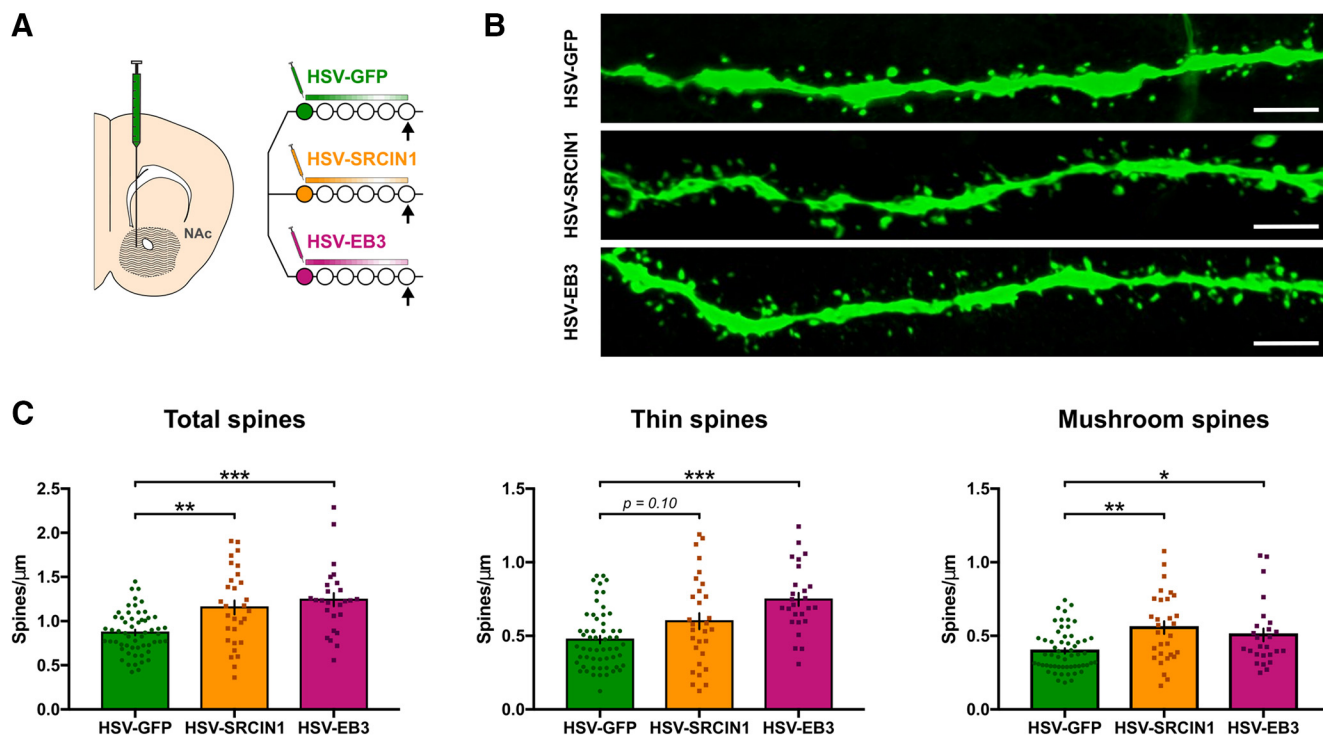 A
HSV-GFP
HSV-SRCIN1
HSV-EB3
NAc
B
HSV-GFP
HSV-SRCIN1
HSV-EB3
C
Total spines
Spines/μm
2.5
2.0
1.5
1.0
0.5
0.0
***
**
HSV-GFP
HSV-SRCIN1
HSV-EB3
Thin spines
Spines/μm
1.5
1.0
0.5
0.0
***
p = 0.10
HSV-GFP
HSV-SRCIN1
HSV-EB3
Mushroom spines
Spines/μm
1.5
1.0
0.5
0.0
*
**
HSV-GFP
HSV-SRCIN1
HSV-EB3